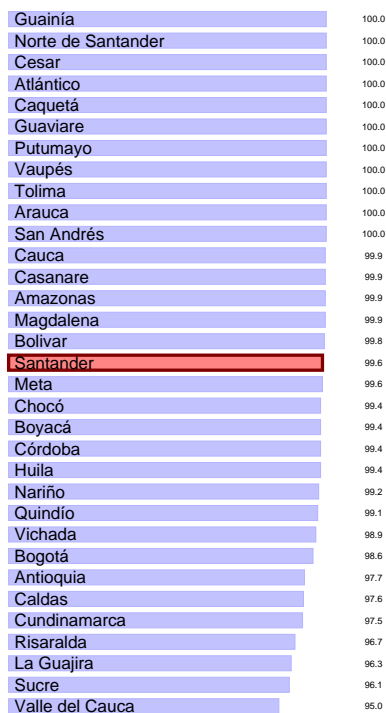 Guainía 100.0
Norte de Santander 100.0
Cesar 100.0
Atlántico 100.0
Caquetá 100.0
Guaviare 100.0
Putumayo 100.0
Vaupés 100.0
Tolima 100.0
Arauca 100.0
San Andrés 100.0
Cauca 99.9
Casanare 99.9
Amazonas 99.9
Magdalena 99.9
Bolivar 99.8
Santander 99.6
Meta 99.6
Chocó 99.4
Boyacá 99.4
Córdoba 99.4
Huila 99.4
Nariño 99.2
Quindío 99.1
Vichada 98.9
Bogotá 98.6
Antioquia 97.7
Caldas 97.6
Cundinamarca 97.5
Risaralda 96.7
La Guajira 96.3
Sucre 96.1
Valle del Cauca 95.0